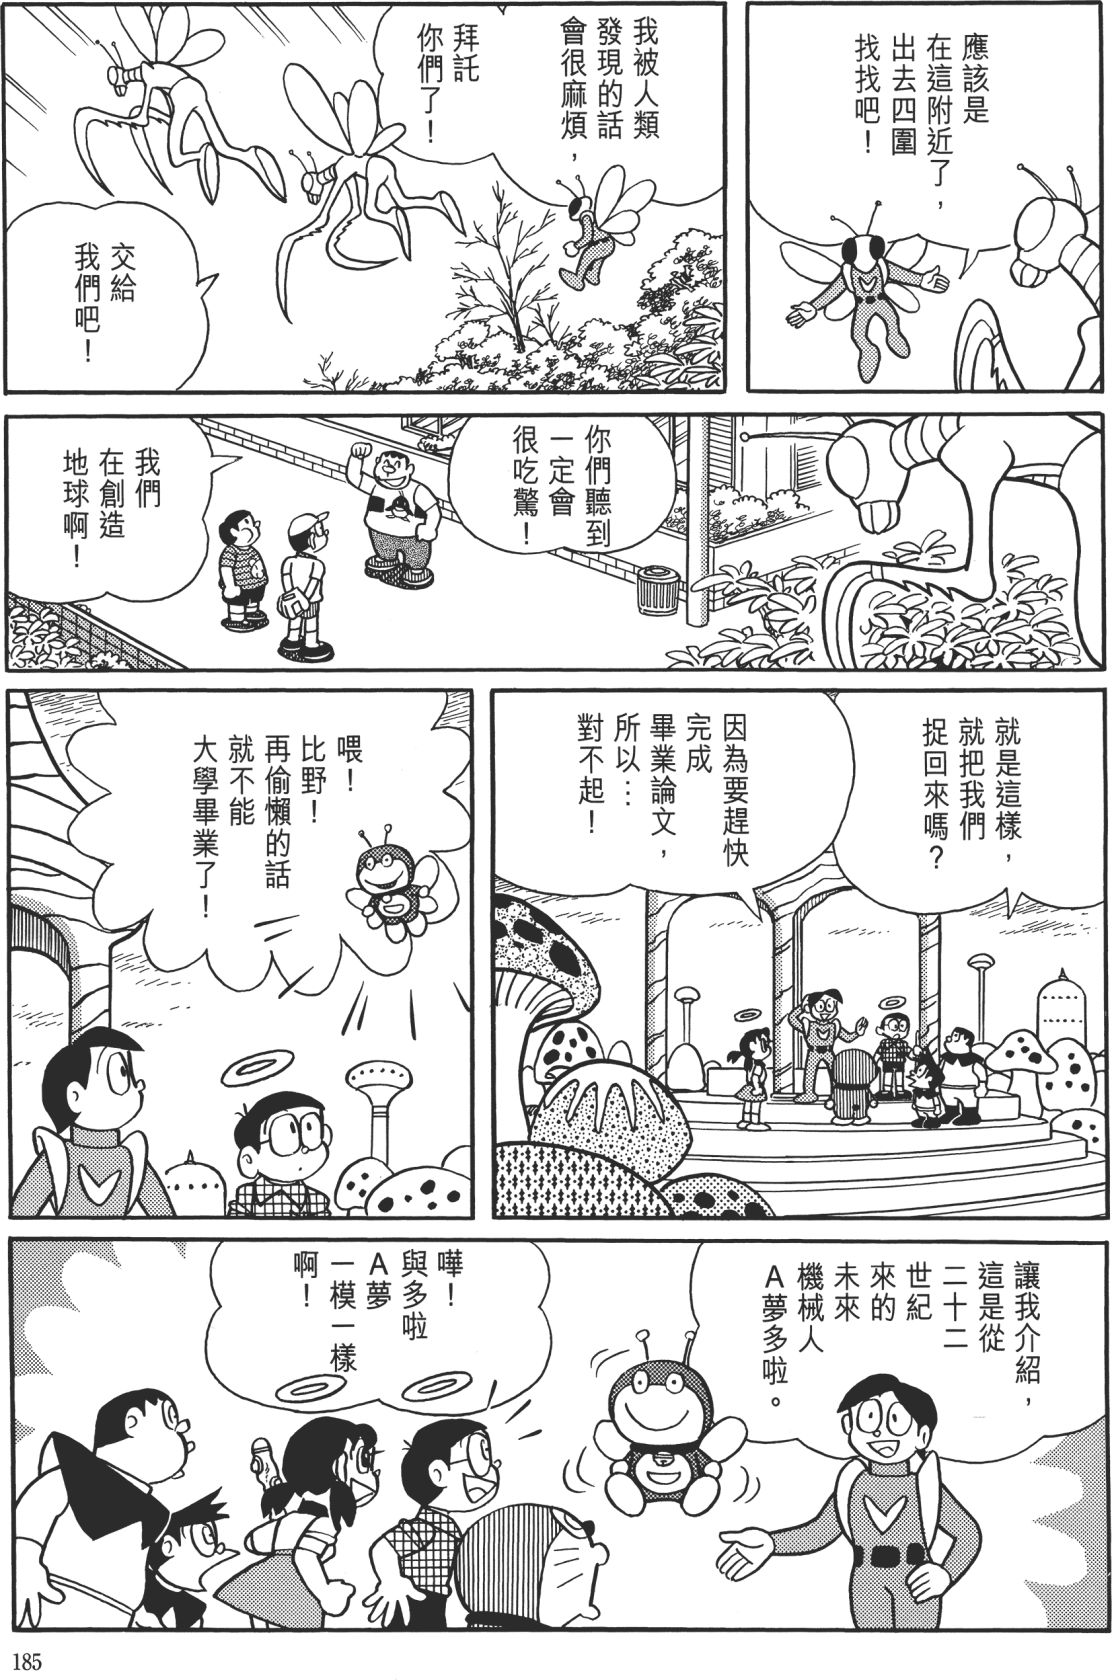 應該是
在這附近了，
出去四圍
找找吧！
我被人類
發現的話
會很麻煩，
拜託
你們了！
交給
我們吧！
你們聽到
一定會
很吃驚！
我們
在創造
地球啊！
就是這樣，
就把我們
捉回來嗎？
因為要趕快
完成
畢業論文，
所以…
對不起！
喂！
比野！
再偷懶的話
就不能
大學畢業了！
讓我介紹，
這是從
二十二
世紀
來的
未來
機械人
A夢多啦。
嘩！
與多啦
A夢
一模一樣
啊！
185